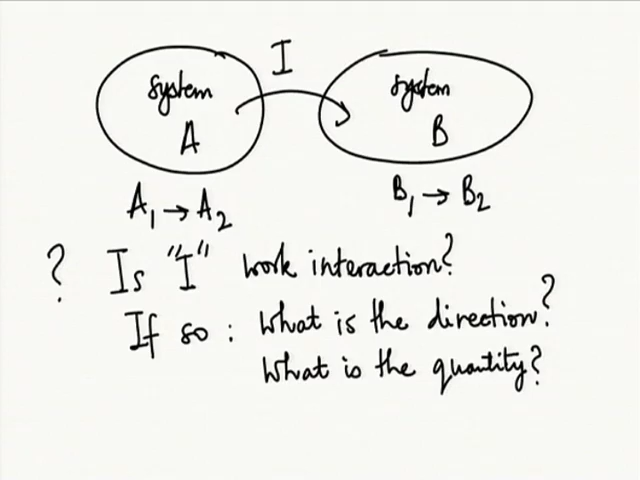 I
system
A
system
B
A₁ → A₂
B₁ → B₂
? Is "I" work interaction?
If so : What is the direction?
What is the quantity?